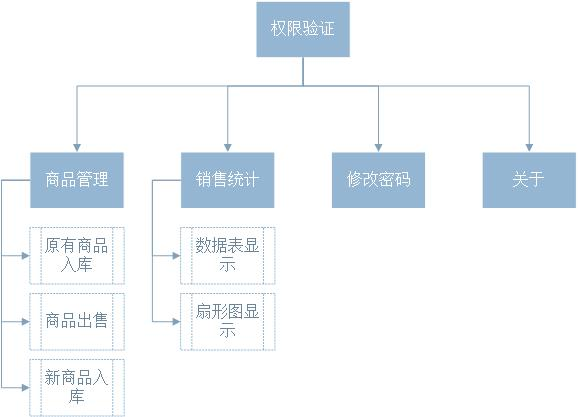 权限验证
商品管理
销售统计
修改密码
关于
原有商品
入库
数据表显
示
商品出售
扇形图显
示
新商品入
库